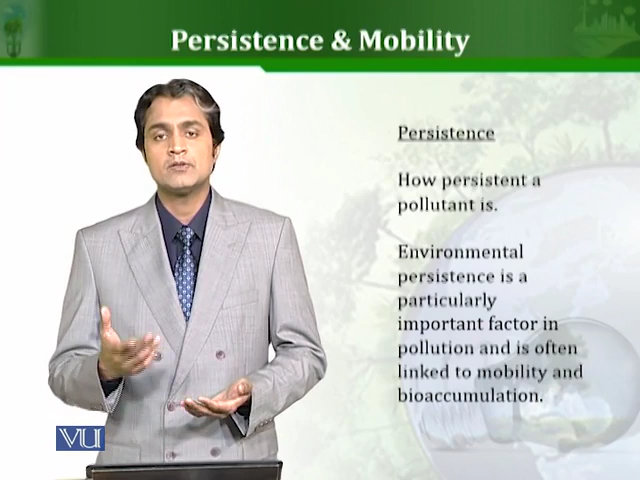 Persistence & Mobility
Persistence
How persistent a
pollutant is.
Environmental
persistence is a
particularly
important factor in
pollution and is often
linked to mobility and
bioaccumulation.
VU